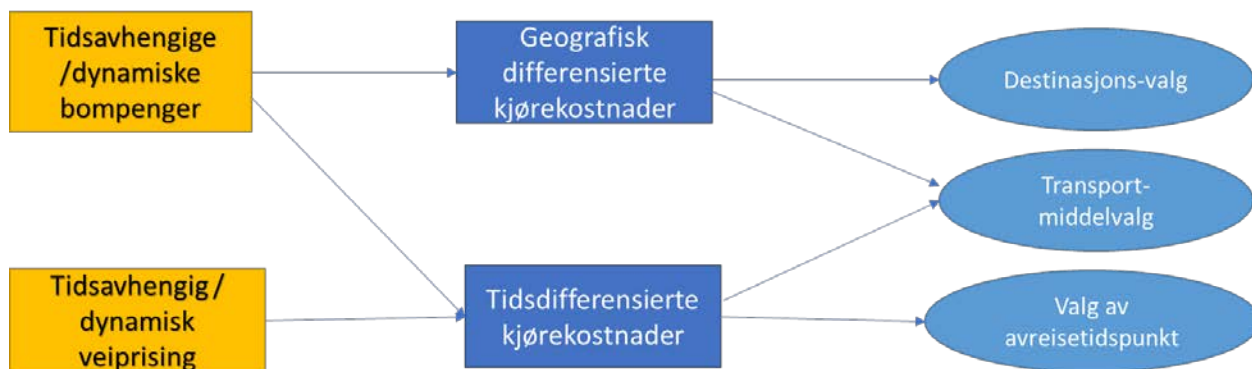 Tidsavhengige
/dynamiske
bompenger
Geografisk
differensierte
kjørekostnader
Destinasjons-valg
Transport-
middelvalg
Tidsavhengig/
dynamisk
veiprising
Tidsdifferensierte
kjørekostnader
Valg av
avreisetidspunkt